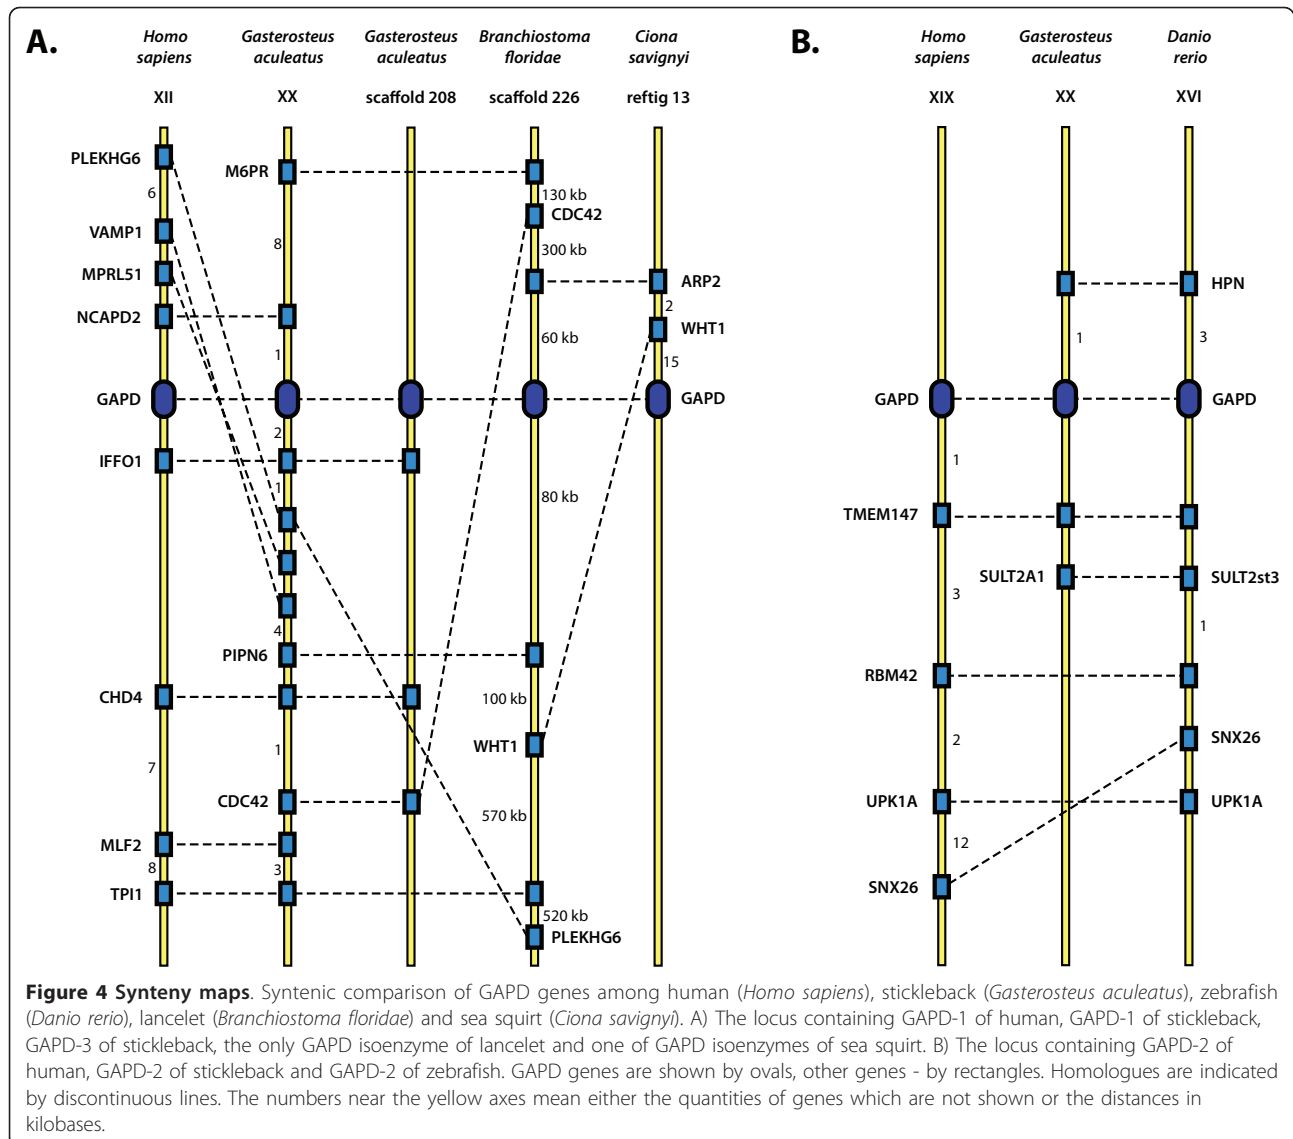 A.
Homo sapiens
Gasterosteus aculeatus
Gasterosteus aculeatus
Branchiostoma floridae
Ciona savignyi
XII
XX
scaffold 208
scaffold 226
reftig 13
PLEKHG6
M6PR
6
130 kb
CDC42
VAMP1
8
300 kb
MPRL51
ARP2
2
NCAPD2
WHT1
1
60 kb
15
GAPD
GAPD
2
IFFO1
1
80 kb
4
PIPN6
CHD4
100 kb
WHT1
1
7
CDC42
570 kb
MLF2
8
3
TPI1
520 kb
PLEKHG6
B.
Homo sapiens
Gasterosteus aculeatus
Danio rerio
XIX
XX
XVI
HPN
1
3
GAPD
GAPD
1
TMEM147
SULT2A1
SULT2st3
3
1
RBM42
2
SNX26
UPK1A
UPK1A
12
SNX26
Figure 4 Synteny maps. Syntenic comparison of GAPD genes among human (Homo sapiens), stickleback (Gasterosteus aculeatus), zebrafish
(Danio rerio), lancelet (Branchiostoma floridae) and sea squirt (Ciona savignyi). A) The locus containing GAPD-1 of human, GAPD-1 of stickleback,
GAPD-3 of stickleback, the only GAPD isoenzyme of lancelet and one of GAPD isoenzymes of sea squirt. B) The locus containing GAPD-2 of
human, GAPD-2 of stickleback and GAPD-2 of zebrafish. GAPD genes are shown by ovals, other genes - by rectangles. Homologues are indicated
by discontinuous lines. The numbers near the yellow axes mean either the quantities of genes which are not shown or the distances in
kilobases.